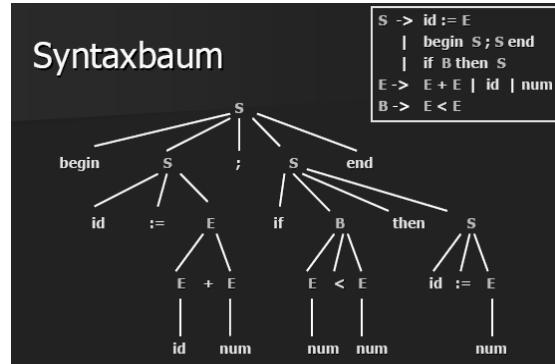 Syntaxbaum
S -> id := E
| begin S ; S end
| if B then S
E -> E + E | id | num
B -> E < E
S
begin S ; S end
id := E if B then S
E + E E < E id := E
id num num num num